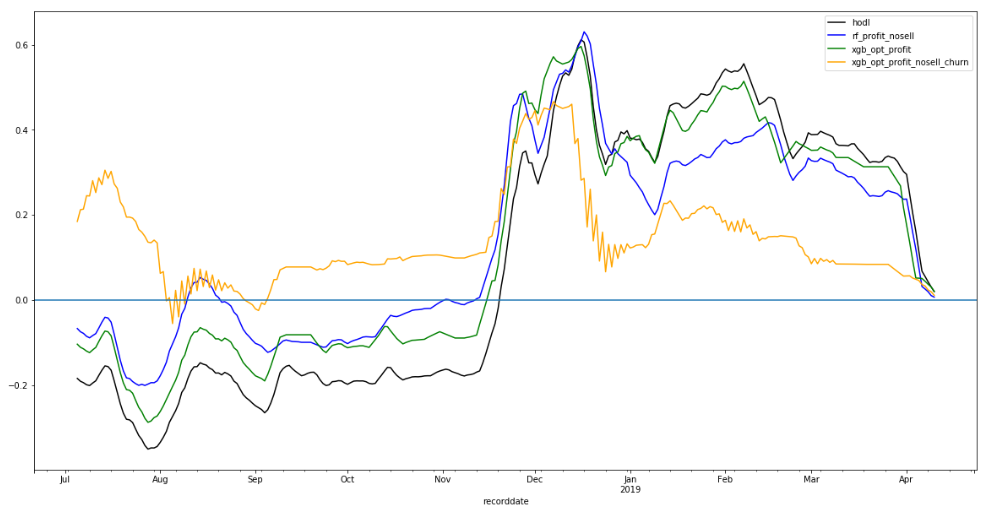 hodl
rf_profit_nosell
xgb_opt_profit
xgb_opt_profit_nosell_churn
0.6
0.4
0.2
0.0
−0.2
Jul Aug Sep Oct Nov Dec Jan Feb Mar Apr
2019
recorddate